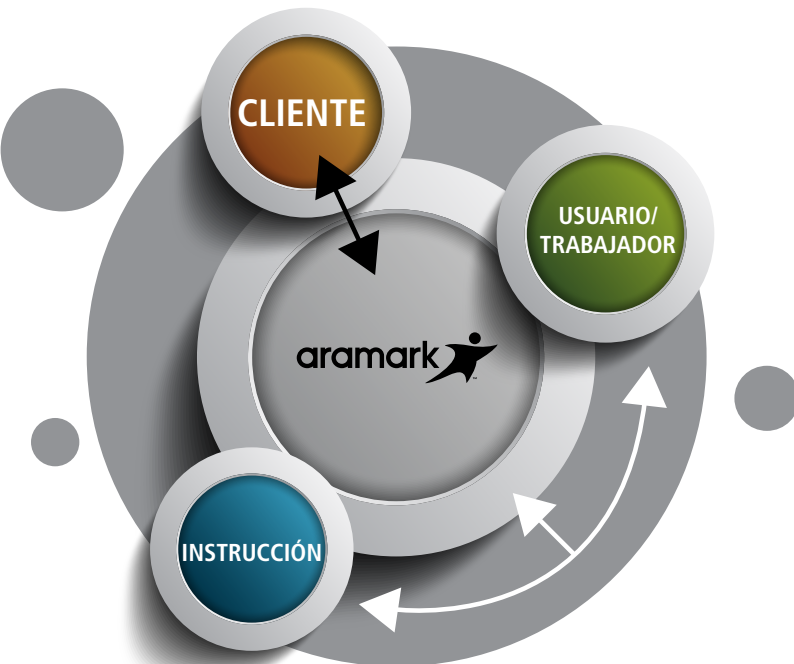 CLIENTE
USUARIO/
TRABAJADOR
aramark
INSTRUCCIÓN